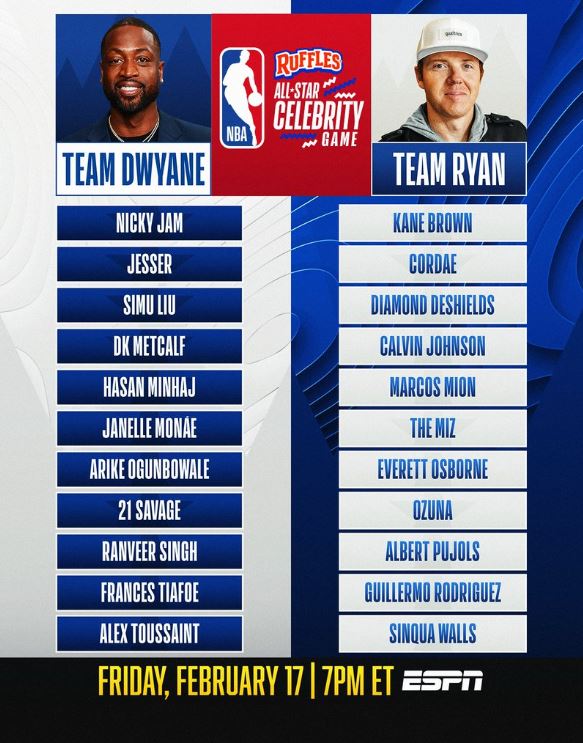 RUFFLES
ALL-STAR
CELEBRITY
GAME
NBA
TEAM DWYANE
TEAM RYAN
NICKY JAM
JESSER
SIMU LIU
DK METCALF
HASAN MINHAJ
JANELLE MONÁE
ARIKE OGUNBOWALE
21 SAVAGE
RANVEER SINGH
FRANCES TIAFOE
ALEX TOUSSAINT
KANE BROWN
CORDAE
DIAMOND DESHIELDS
CALVIN JOHNSON
MARCOS MION
THE MIZ
EVERETT OSBORNE
OZUNA
ALBERT PUJOLS
GUILLERMO RODRIGUEZ
SINQUA WALLS
FRIDAY, FEBRUARY 17 | 7PM ET ESPN